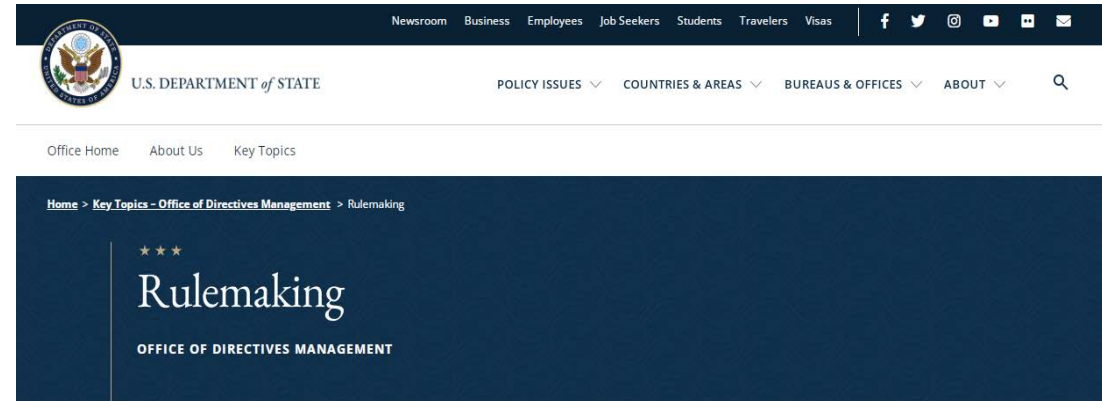 Newsroom Business Employees Job Seekers Students Travelers Visas
U.S. DEPARTMENT of STATE
POLICY ISSUES COUNTRIES & AREAS BUREAUS & OFFICES ABOUT
Office Home About Us Key Topics
Home > Key Topics – Office of Directives Management > Rulemaking
Rulemaking
OFFICE OF DIRECTIVES MANAGEMENT